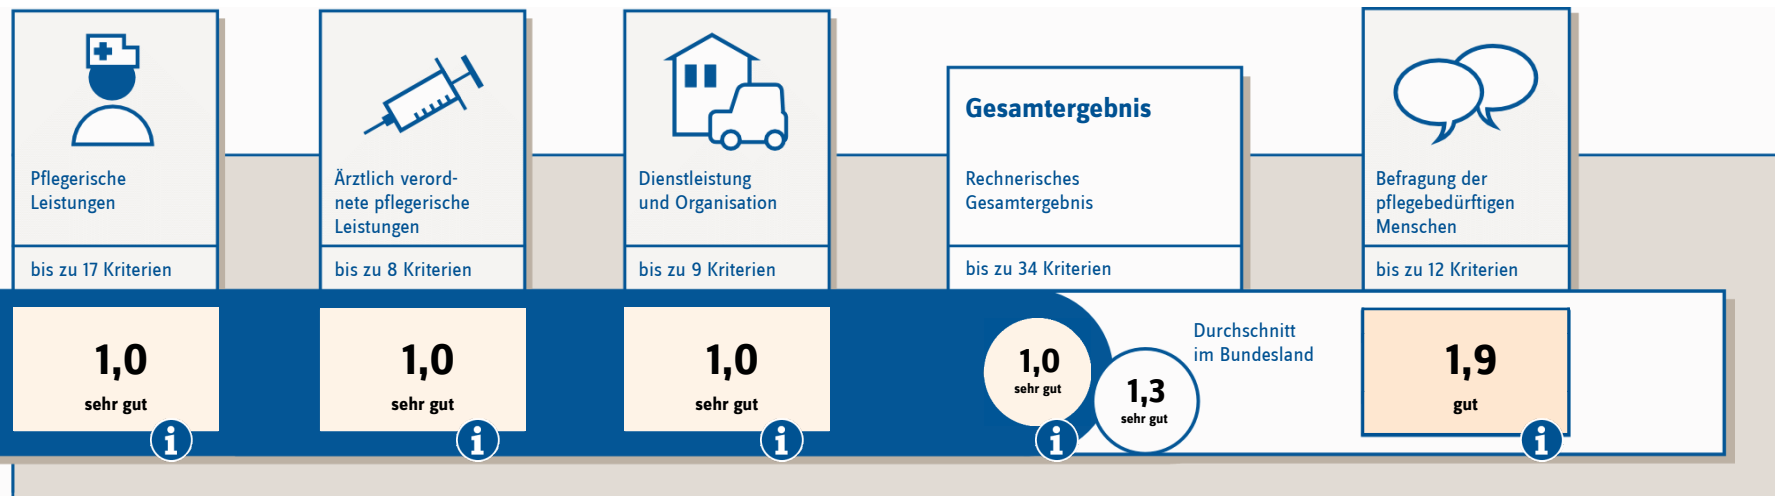 Pflegerische
Leistungen
bis zu 17 Kriterien
1,0
sehr gut
i
Ärztlich verord-
nete pflegerische
Leistungen
bis zu 8 Kriterien
1,0
sehr gut
i
Dienstleistung
und Organisation
bis zu 9 Kriterien
1,0
sehr gut
i
Gesamtergebnis
Rechnerisches
Gesamtergebnis
bis zu 34 Kriterien
1,0
sehr gut
i
1,3
sehr gut
Durchschnitt
im Bundesland
Befragung der
pflegebedürftigen
Menschen
bis zu 12 Kriterien
1,9
gut
i